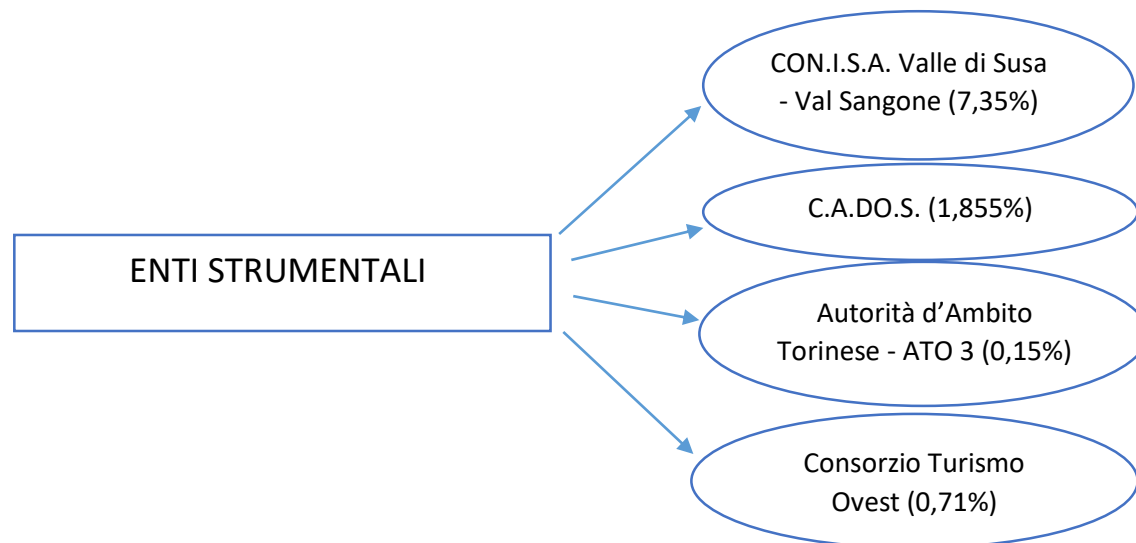 CON.I.S.A. Valle di Susa
- Val Sangone (7,35%)
C.A.DO.S. (1,855%)
ENTI STRUMENTALI
Autorità d’Ambito
Torinese - ATO 3 (0,15%)
Consorzio Turismo
Ovest (0,71%)